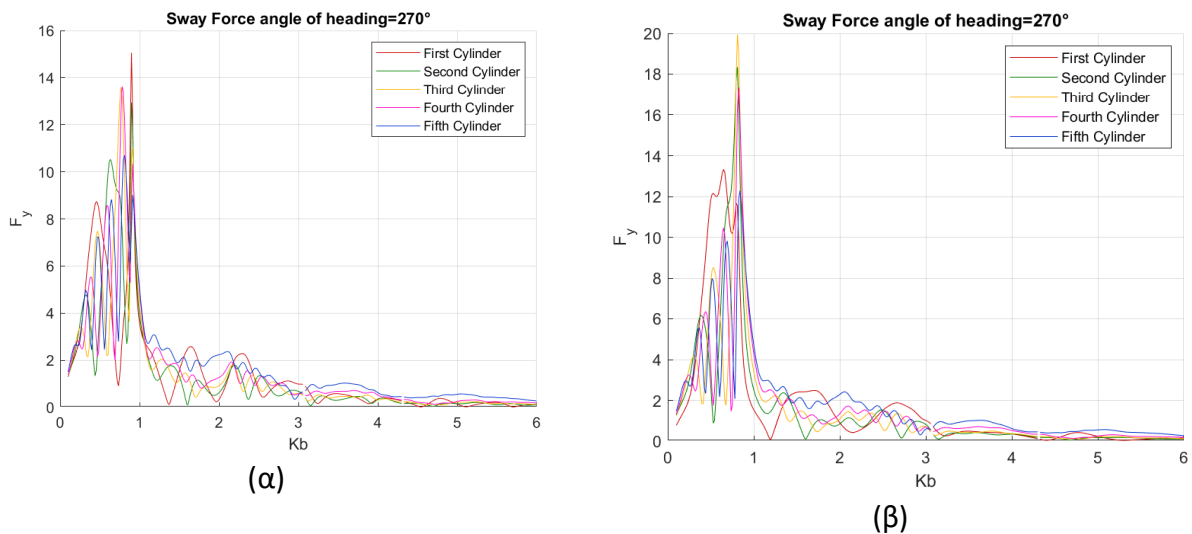 Sway Force angle of heading=270°
16
14
12
10
8
6
4
2
0
F_y
First Cylinder
Second Cylinder
Third Cylinder
Fourth Cylinder
Fifth Cylinder
0 1 2 3 4 5 6
Kb
(α)
Sway Force angle of heading=270°
20
18
16
14
12
10
8
6
4
2
0
F_y
First Cylinder
Second Cylinder
Third Cylinder
Fourth Cylinder
Fifth Cylinder
0 1 2 3 4 5 6
Kb
(β)